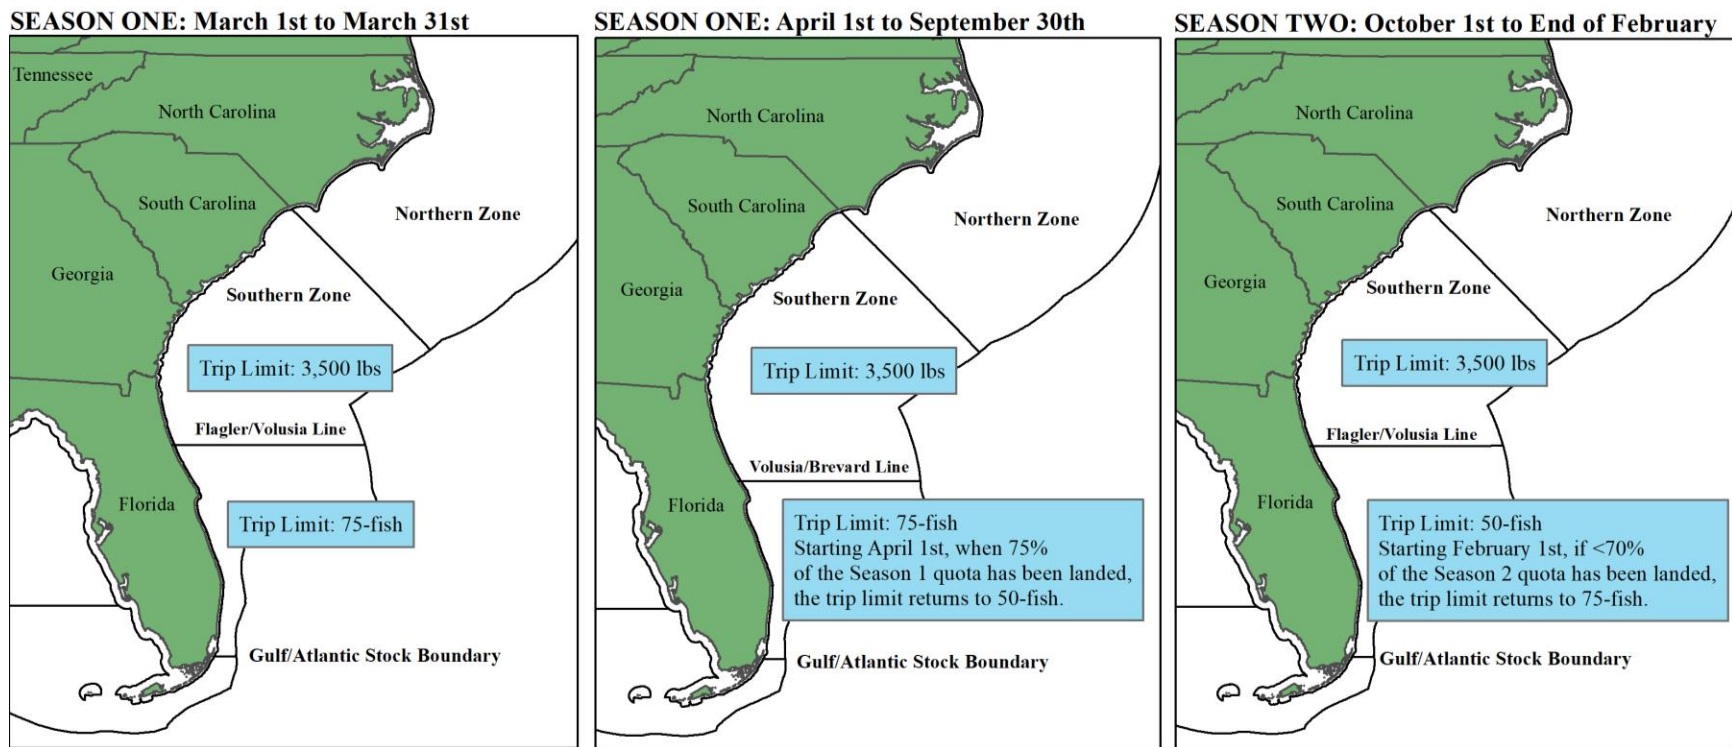 SEASON ONE: March 1st to March 31st
Tennessee
North Carolina
South Carolina
Northern Zone
Georgia
Southern Zone
Trip Limit: 3,500 lbs
Flagler/Volusia Line
Florida
Trip Limit: 75-fish
Gulf/Atlantic Stock Boundary
SEASON ONE: April 1st to September 30th
North Carolina
South Carolina
Northern Zone
Georgia
Southern Zone
Trip Limit: 3,500 lbs
Volusia/Brevard Line
Florida
Trip Limit: 75-fish
Starting April 1st, when 75%
of the Season 1 quota has been landed,
the trip limit returns to 50-fish.
Gulf/Atlantic Stock Boundary
SEASON TWO: October 1st to End of February
North Carolina
South Carolina
Northern Zone
Georgia
Southern Zone
Trip Limit: 3,500 lbs
Flagler/Volusia Line
Florida
Trip Limit: 50-fish
Starting February 1st, if <70%
of the Season 2 quota has been landed,
the trip limit returns to 75-fish.
Gulf/Atlantic Stock Boundary